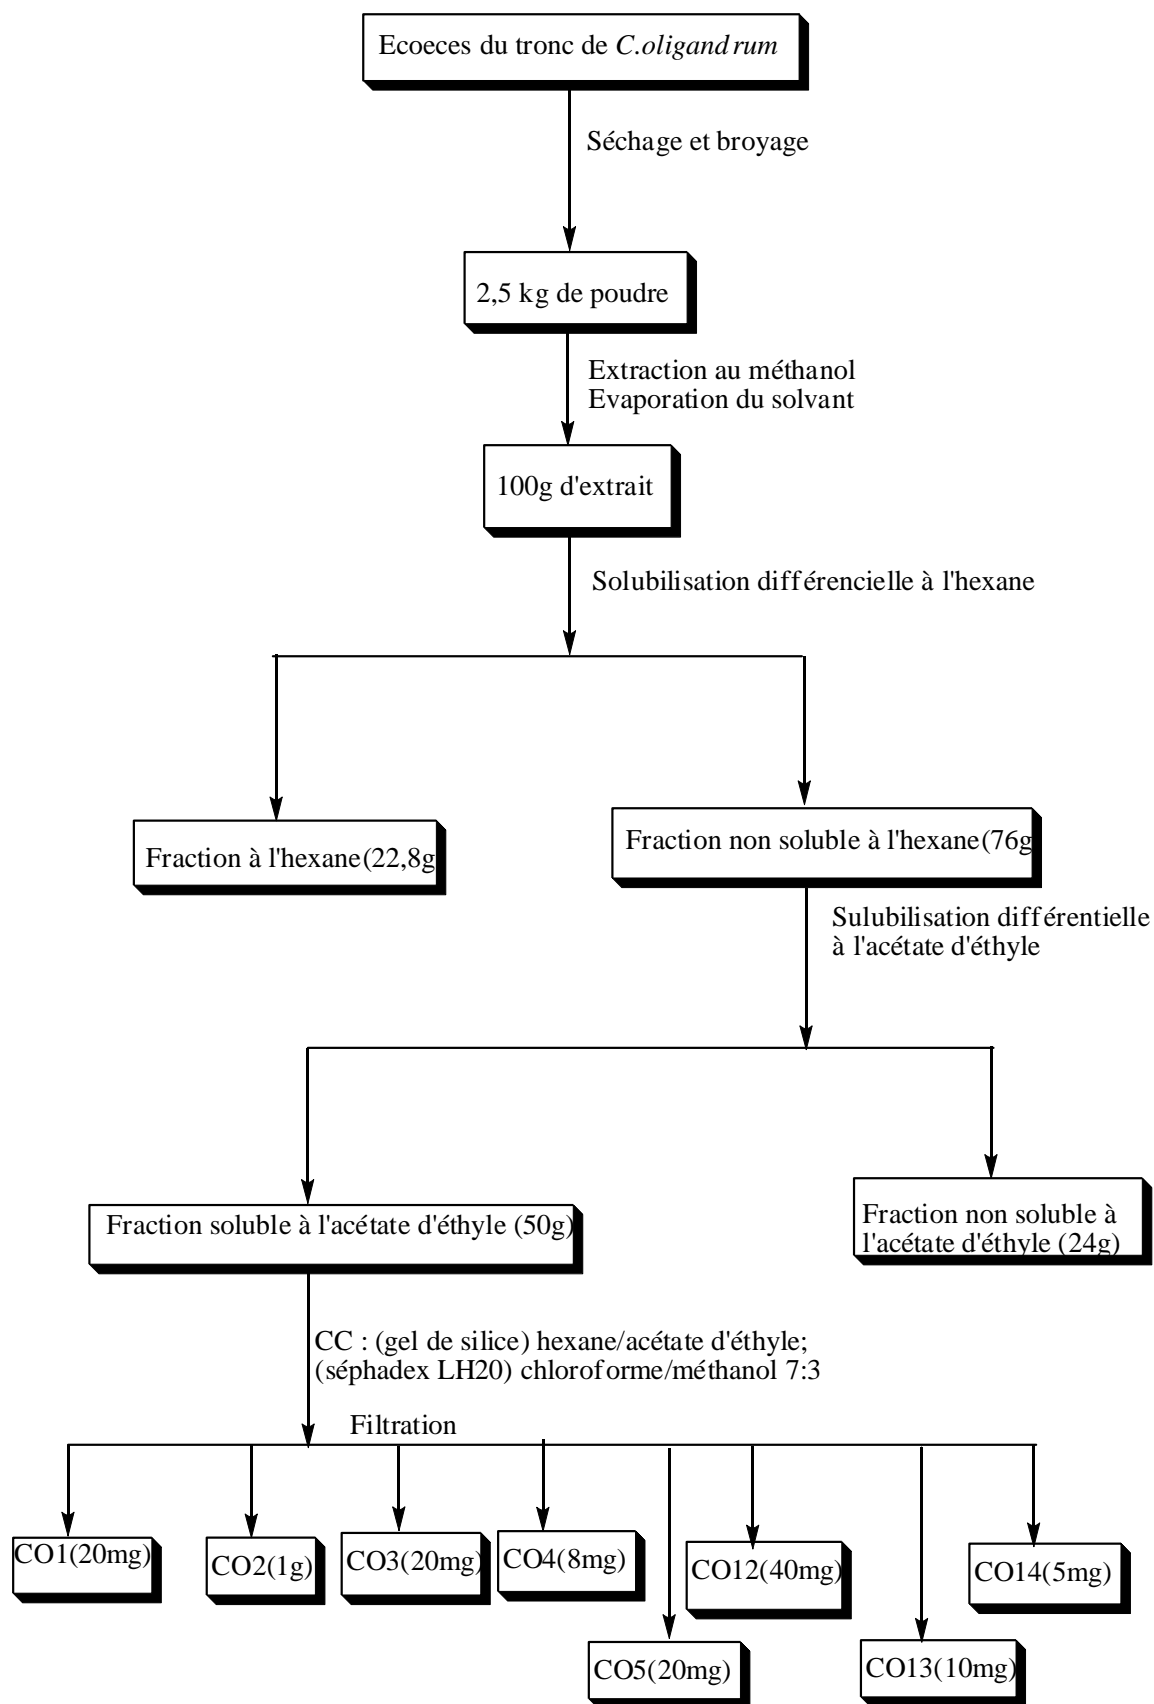 Ecoeces du tronc de C.oligandrum
Séchage et broyage
2,5 kg de poudre
Extraction au méthanol
Evaporation du solvant
100g d'extrait
Solubilisation différencielle à l'hexane
Fraction à l'hexane(22,8g
Fraction non soluble à l'hexane(76g
Sulubilisation différentielle
à l'acétate d'éthyle
Fraction soluble à l'acétate d'éthyle (50g)
Fraction non soluble à
l'acétate d'éthyle (24g)
CC : (gel de silice) hexane/acétate d'éthyle;
(séphadex LH20) chloroforme/méthanol 7:3
Filtration
CO1(20mg)
CO2(1g)
CO3(20mg)
CO4(8mg)
CO5(20mg)
CO12(40mg)
CO13(10mg)
CO14(5mg)